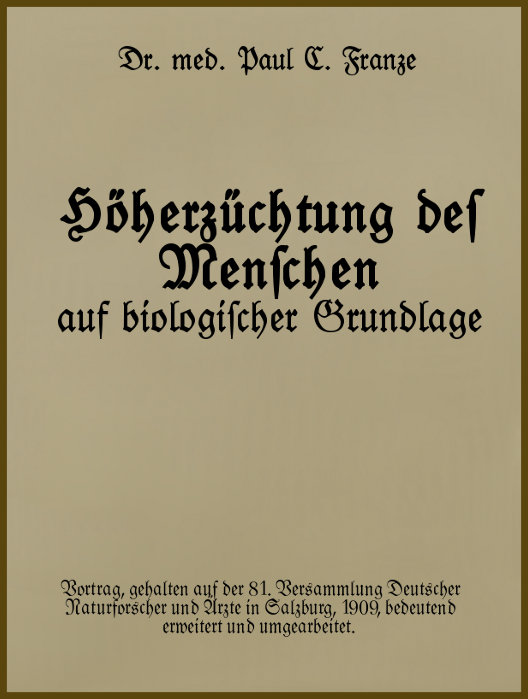 Dr. med. Paul C. Franze
Höherzüchtung deſ
Menſchen
auf biologiſcher Grundlage
Vortrag, gehalten auf der 81. Versammlung Deutscher
Naturforscher und Ärzte in Salzburg, 1909, bedeutend
erweitert und umgearbeitet.